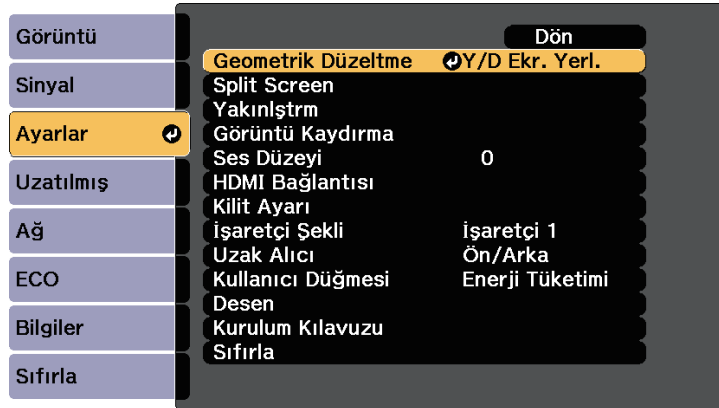 Görüntü
Sinyal
Ayarlar
Uzatılmış
Ağ
ECO
Bilgiler
Sıfırla
Dön
Geometrik Düzeltme Y/D Ekr. Yerl.
Split Screen
Yakınlştrm
Görüntü Kaydırma
Ses Düzeyi 0
HDMI Bağlantısı
Kilit Ayarı
İşaretçi Şekli İşaretçi 1
Uzak Alıcı Ön/Arka
Kullanıcı Düğmesi Enerji Tüketimi
Desen
Kurulum Kılavuzu
Sıfırla